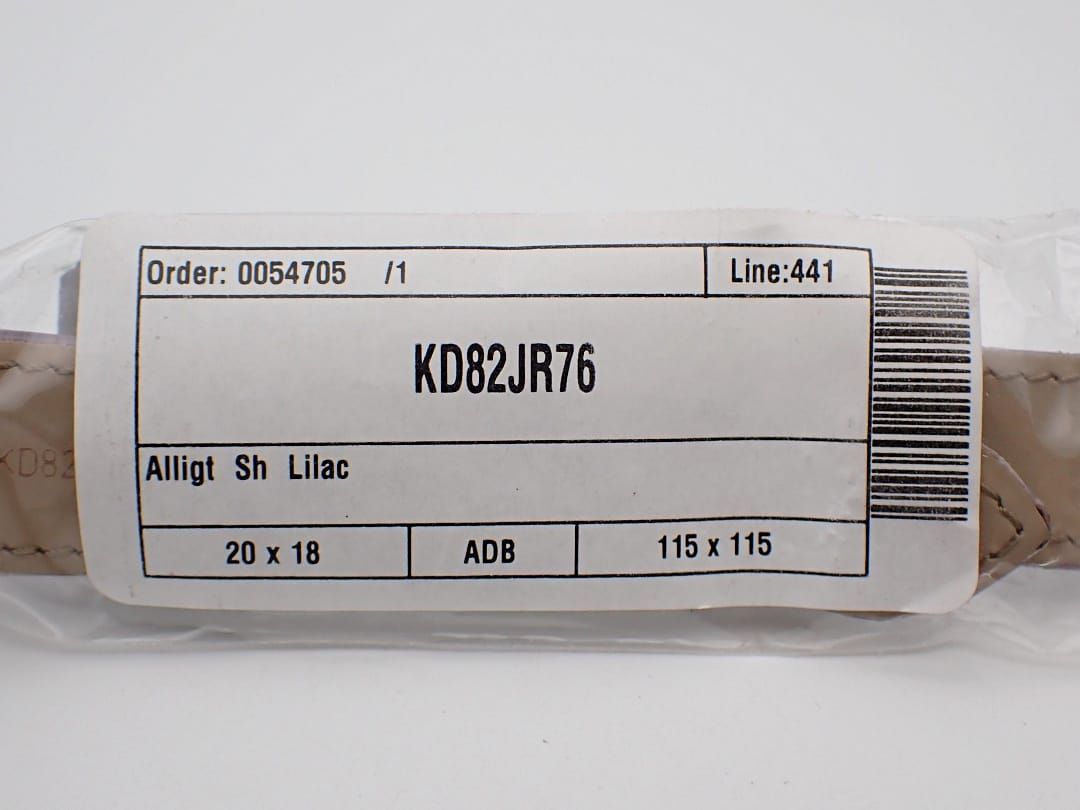 Order: 0054705 /1
Line:441
KD82JR76
Alligt Sh Lilac
20 x 18
ADB
115 x 115
KD82